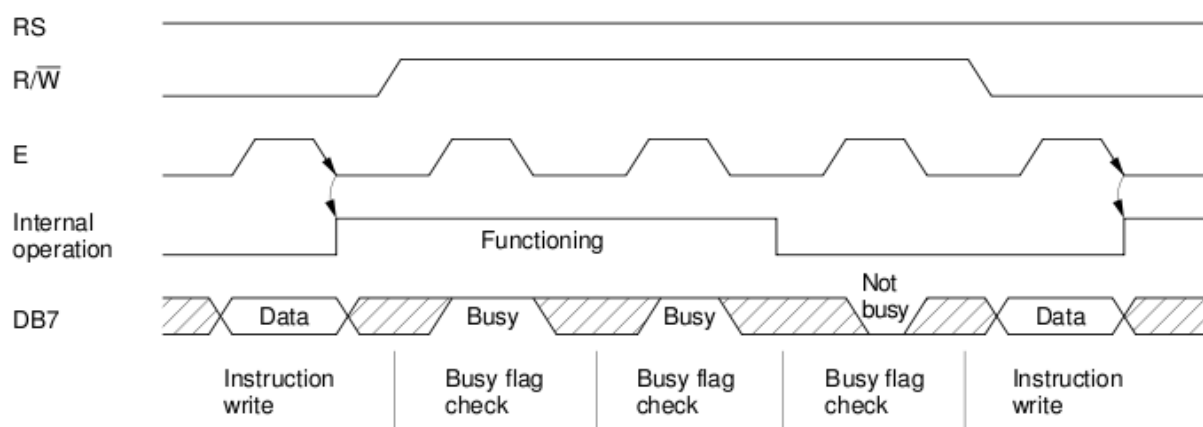 RS
R/W̅
E
Internal
operation
Functioning
DB7
Data
Busy
Busy
Not
busy
Data
Instruction
write
Busy flag
check
Busy flag
check
Busy flag
check
Instruction
write